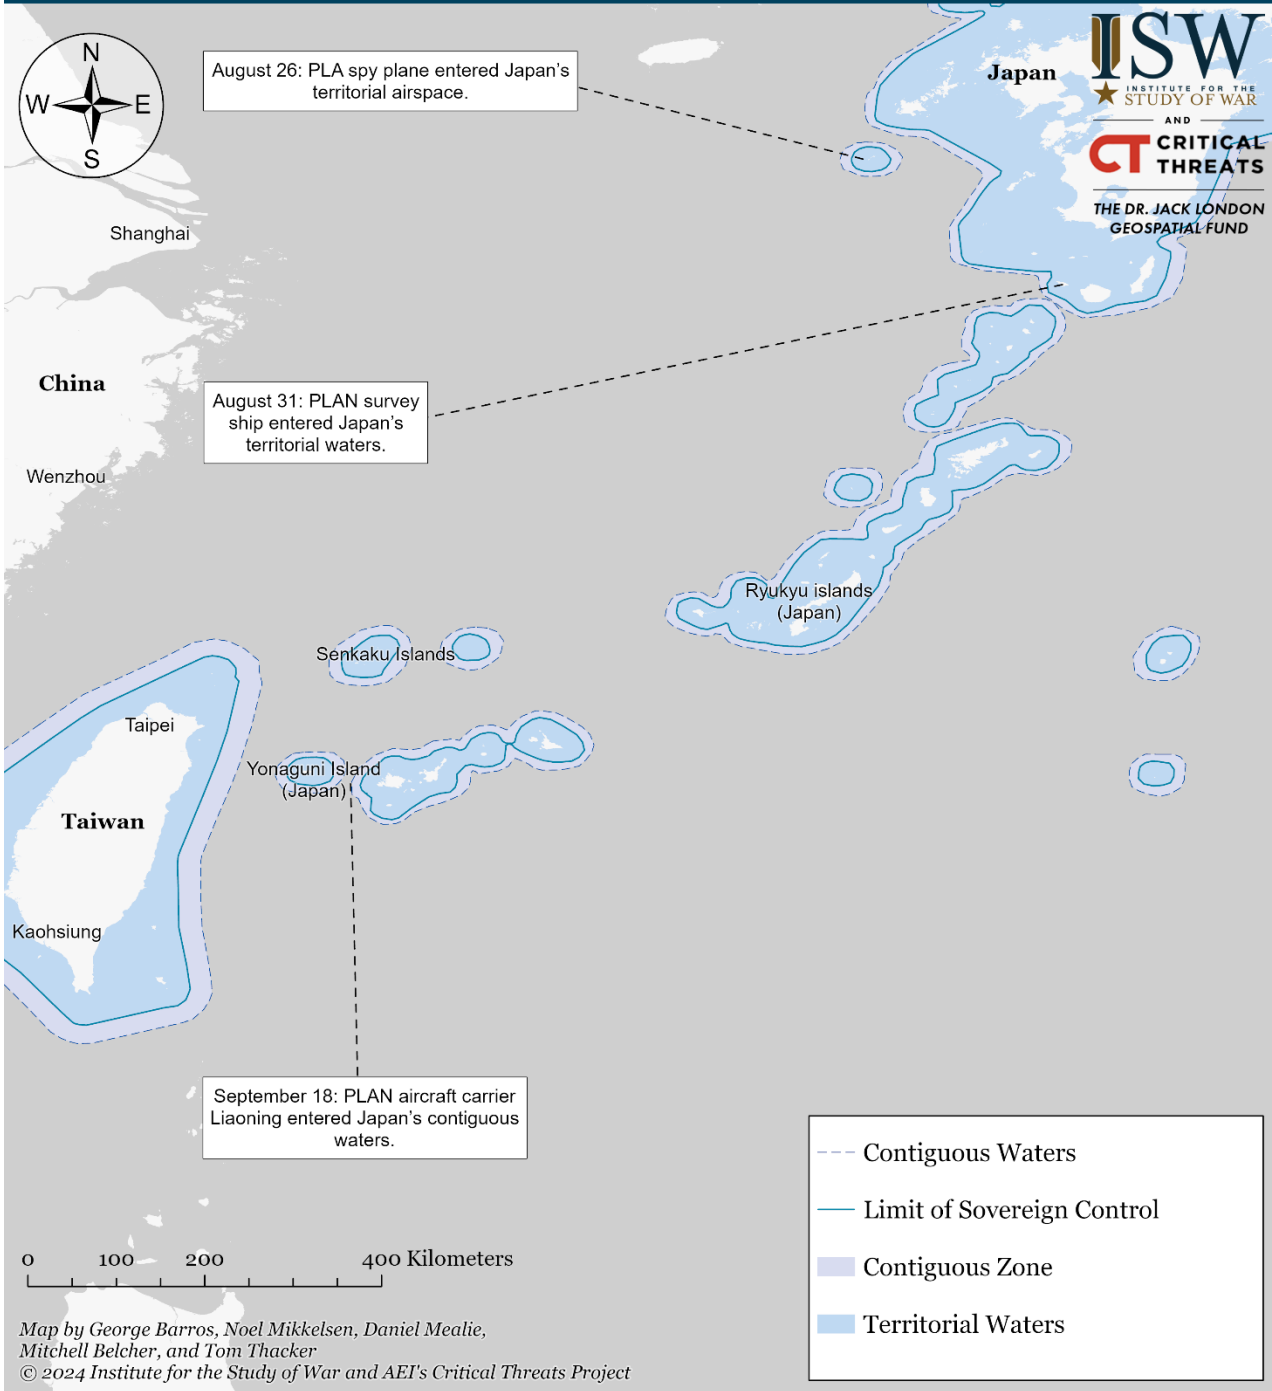 N
W
E
S
August 26: PLA spy plane entered Japan's
territorial airspace.
Japan
ISW
INSTITUTE FOR THE
STUDY OF WAR
AND
CT CRITICAL
THREATS
THE DR. JACK LONDON
GEOSPATIAL FUND
Shanghai
China
August 31: PLAN survey
ship entered Japan's
territorial waters.
Wenzhou
Ryukyu islands
(Japan)
Senkaku Islands
Taipei
Yonaguni Island
(Japan)
Taiwan
Kaohsiung
September 18: PLAN aircraft carrier
Liaoning entered Japan's contiguous
waters.
Contiguous Waters
Limit of Sovereign Control
Contiguous Zone
Territorial Waters
0 100 200 400 Kilometers
Map by George Barros, Noel Mikkelsen, Daniel Mealie,
Mitchell Belcher, and Tom Thacker
© 2024 Institute for the Study of War and AEI's Critical Threats Project